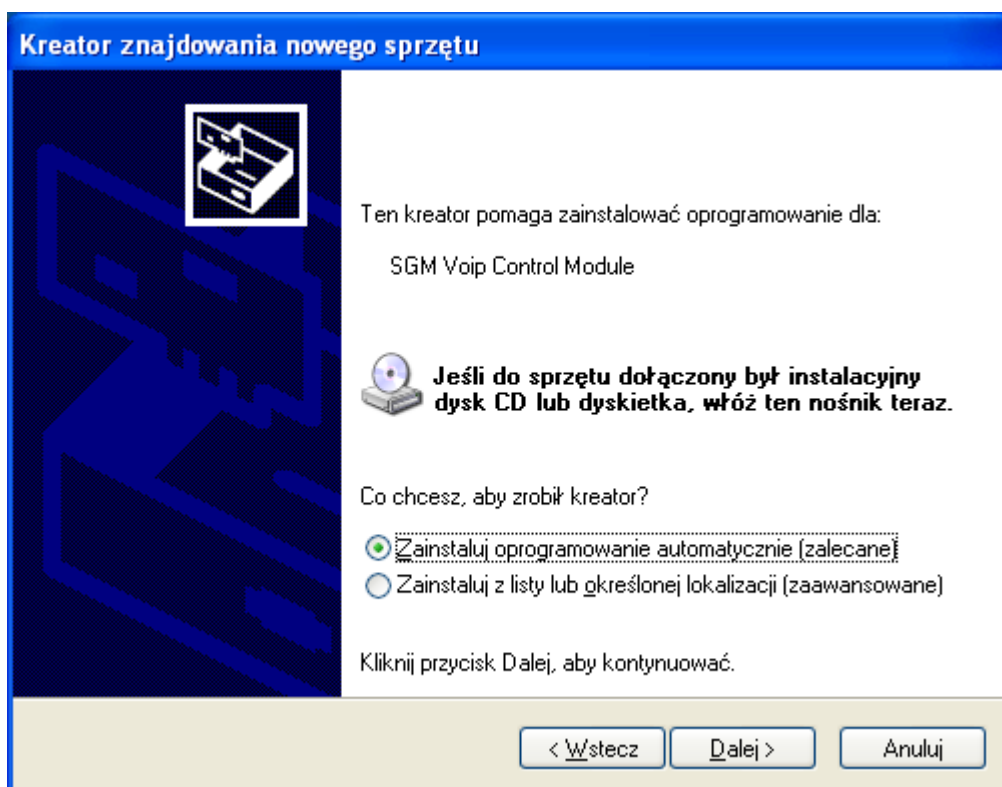 Kreator znajdowania nowego sprzętu
Ten kreator pomaga zainstalować oprogramowanie dla:
SGM Voip Control Module
Jeśli do sprzętu dołączony był instalacyjny
dysk CD lub dyskietka, włóż ten nośnik teraz.
Co chcesz, aby zrobił kreator?
Zainstaluj oprogramowanie automatycznie (zalecane)
Zainstaluj z listy lub określonej lokalizacji (zaawansowane)
Kliknij przycisk Dalej, aby kontynuować.
< Wstecz Dalej > Anuluj